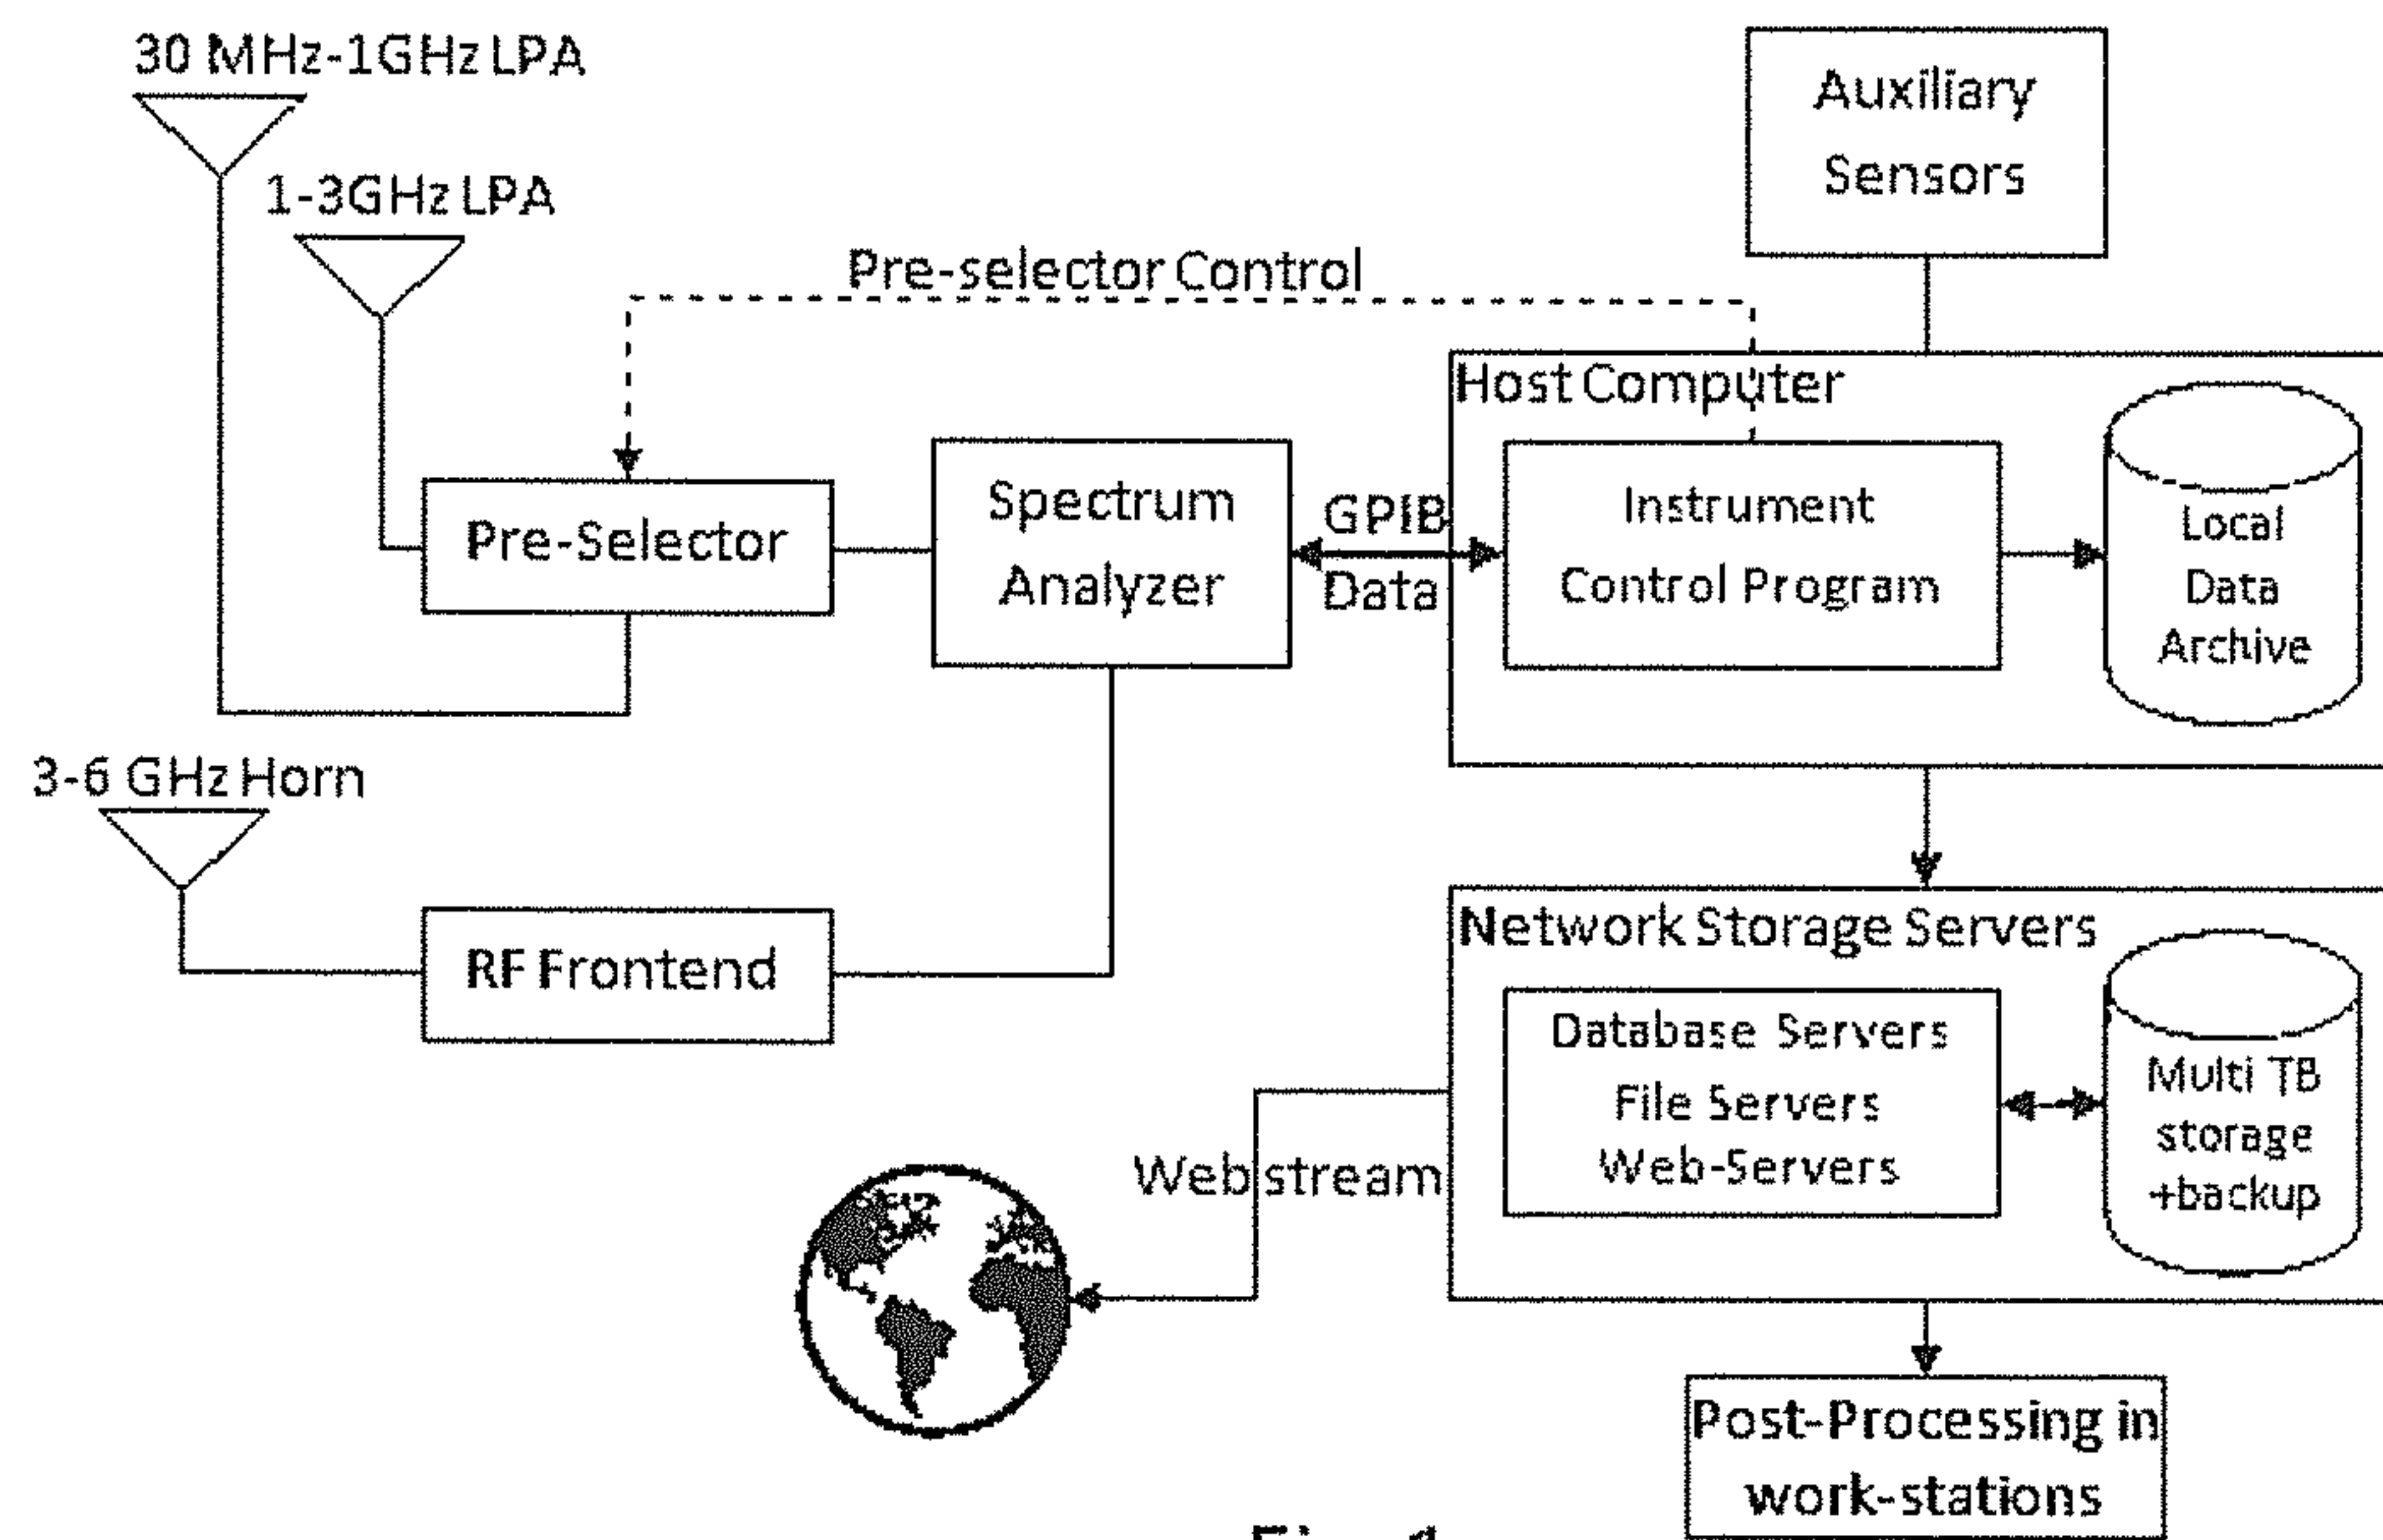 30 MHz-1GHz LPA
1-3GHz LPA
Auxiliary
Sensors
Pre-selector Control
Host Computer
Pre-Selector
Spectrum
Analyzer
GPIB
Data
Instrument
Control Program
Local
Data
Archive
3-6 GHz Horn
RF Frontend
Network Storage Servers
Database Servers
File Servers
Web-Servers
Multi TB
storage
+backup
Web stream
Post-Processing in
work-stations